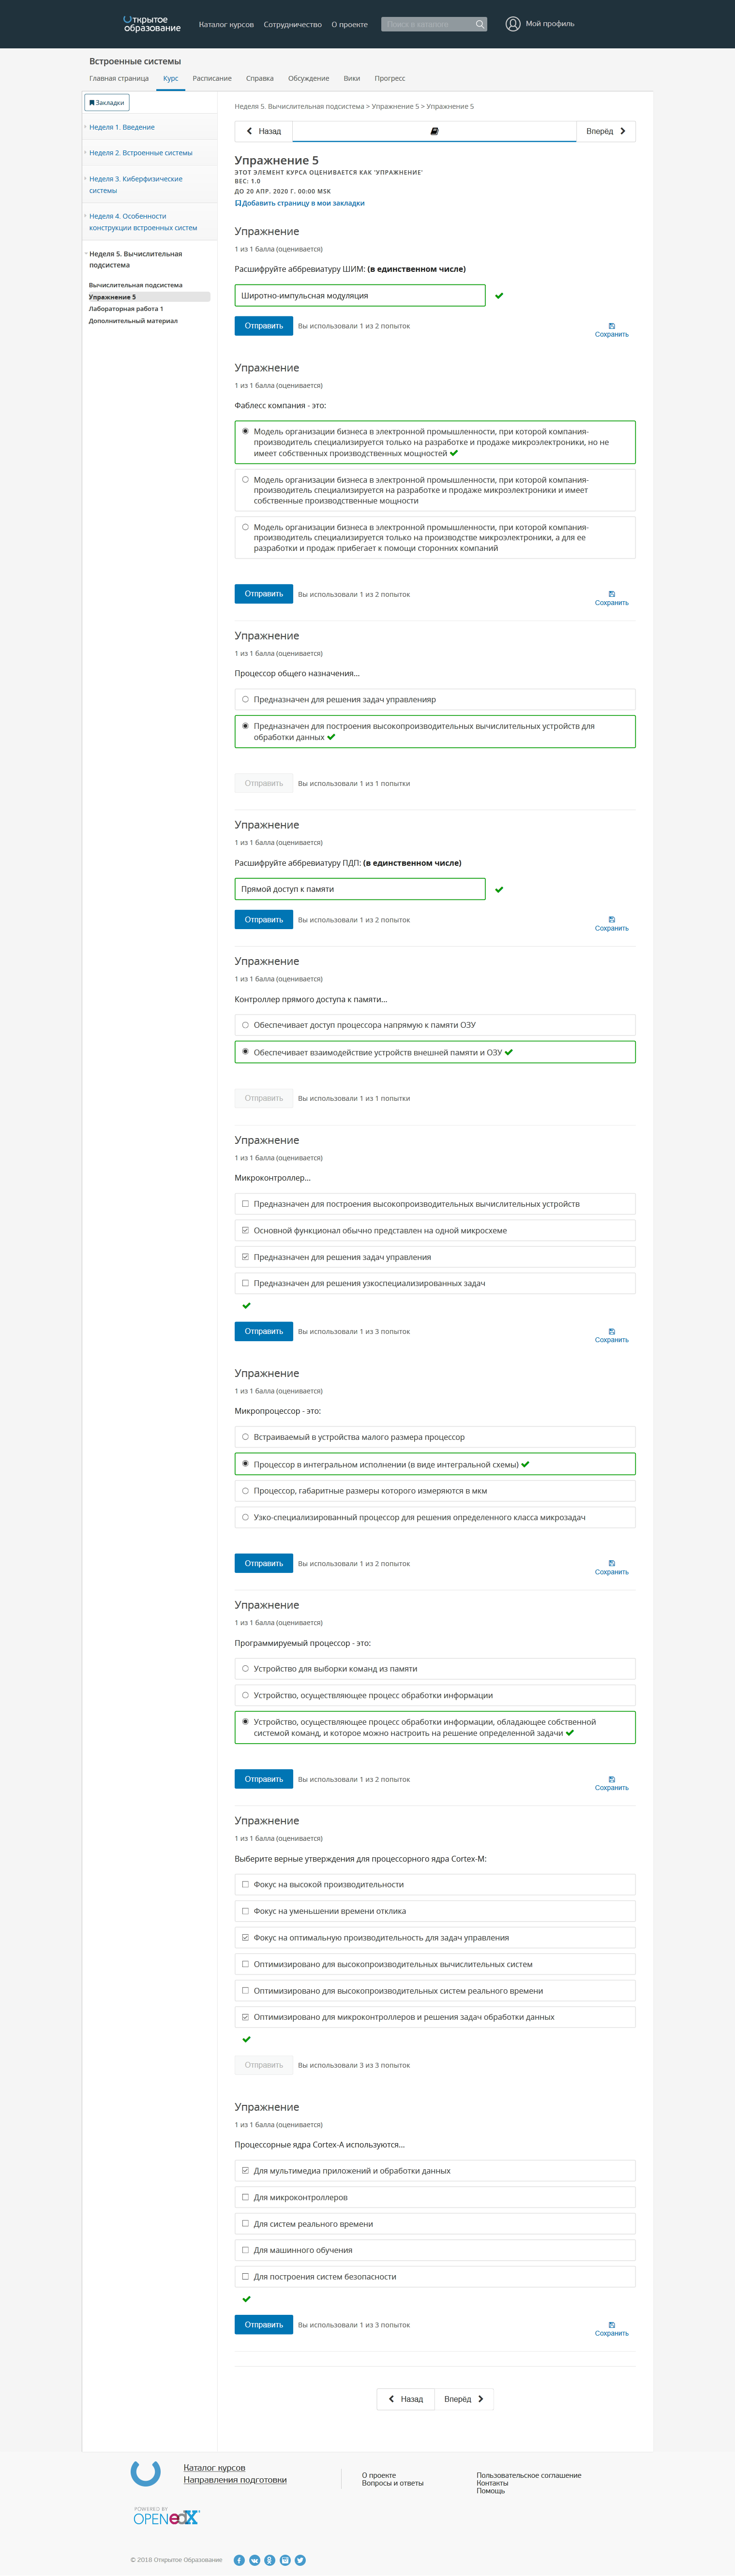 Открытое
образование
Каталог курсов
Сотрудничество
О проекте
Поиск в каталоге
Мой профиль
Встроенные системы
Главная страница
Курс
Расписание
Справка
Обсуждение
Вики
Прогресс
Закладки
Неделя 1. Введение
Неделя 2. Встроенные системы
Неделя 3. Киберфизические
системы
Неделя 4. Особенности
конструкции встроенных систем
Неделя 5. Вычислительная
подсистема
Вычислительная подсистема
Упражнение 5
Лабораторная работа 1
Дополнительный материал
Неделя 5. Вычислительная подсистема > Упражнение 5 > Упражнение 5
Назад
Вперёд
Упражнение 5
ЭТОТ ЭЛЕМЕНТ КУРСА ОЦЕНИВАЕТСЯ КАК 'УПРАЖНЕНИЕ'
ВЕС: 1.0
ДО 20 АПР. 2020 Г. 00:00 MSK
Добавить страницу в мои закладки
Упражнение
1 из 1 балла (оценивается)
Расшифруйте аббревиатуру ШИМ: (в единственном числе)
Широтно-импульсная модуляция
Отправить
Вы использовали 1 из 2 попыток
Сохранить
Упражнение
1 из 1 балла (оценивается)
Фаблесс компания - это:
Модель организации бизнеса в электронной промышленности, при которой компания-
производитель специализируется только на разработке и продаже микроэлектроники, но не
имеет собственных производственных мощностей
Модель организации бизнеса в электронной промышленности, при которой компания-
производитель специализируется на разработке и продаже микроэлектроники и имеет
собственные производственные мощности
Модель организации бизнеса в электронной промышленности, при которой компания-
производитель специализируется только на производстве микроэлектроники, а для ее
разработки и продаж прибегает к помощи сторонних компаний
Отправить
Вы использовали 1 из 2 попыток
Сохранить
Упражнение
1 из 1 балла (оценивается)
Процессор общего назначения...
Предназначен для решения задач управленияр
Предназначен для построения высокопроизводительных вычислительных устройств для
обработки данных
Отправить
Вы использовали 1 из 1 попытки
Упражнение
1 из 1 балла (оценивается)
Расшифруйте аббревиатуру ПДП: (в единственном числе)
Прямой доступ к памяти
Отправить
Вы использовали 1 из 2 попыток
Сохранить
Упражнение
1 из 1 балла (оценивается)
Контроллер прямого доступа к памяти...
Обеспечивает доступ процессора напрямую к памяти ОЗУ
Обеспечивает взаимодействие устройств внешней памяти и ОЗУ
Отправить
Вы использовали 1 из 1 попытки
Упражнение
1 из 1 балла (оценивается)
Микроконтроллер...
Предназначен для построения высокопроизводительных вычислительных устройств
Основной функционал обычно представлен на одной микросхеме
Предназначен для решения задач управления
Предназначен для решения узкоспециализированных задач
Отправить
Вы использовали 1 из 3 попыток
Сохранить
Упражнение
1 из 1 балла (оценивается)
Микропроцессор - это:
Встраиваемый в устройства малого размера процессор
Процессор в интегральном исполнении (в виде интегральной схемы)
Процессор, габаритные размеры которого измеряются в мкм
Узко-специализированный процессор для решения определенного класса микрозадач
Отправить
Вы использовали 1 из 2 попыток
Сохранить
Упражнение
1 из 1 балла (оценивается)
Программируемый процессор - это:
Устройство для выборки команд из памяти
Устройство, осуществляющее процесс обработки информации
Устройство, осуществляющее процесс обработки информации, обладающее собственной
системой команд, и которое можно настроить на решение определенной задачи
Отправить
Вы использовали 1 из 2 попыток
Сохранить
Упражнение
1 из 1 балла (оценивается)
Выберите верные утверждения для процессорного ядра Cortex-M:
Фокус на высокой производительности
Фокус на уменьшении времени отклика
Фокус на оптимальную производительность для задач управления
Оптимизировано для высокопроизводительных вычислительных систем
Оптимизировано для высокопроизводительных систем реального времени
Оптимизировано для микроконтроллеров и решения задач обработки данных
Отправить
Вы использовали 3 из 3 попыток
Упражнение
1 из 1 балла (оценивается)
Процессорные ядра Cortex-A используются...
Для мультимедиа приложений и обработки данных
Для микроконтроллеров
Для систем реального времени
Для машинного обучения
Для построения систем безопасности
Отправить
Вы использовали 1 из 3 попыток
Сохранить
Назад
Вперёд
Каталог курсов
Направления подготовки
О проекте
Вопросы и ответы
Пользовательское соглашение
Контакты
Помощь
POWERED BY
OPEN edX
© 2018 Открытое Образование